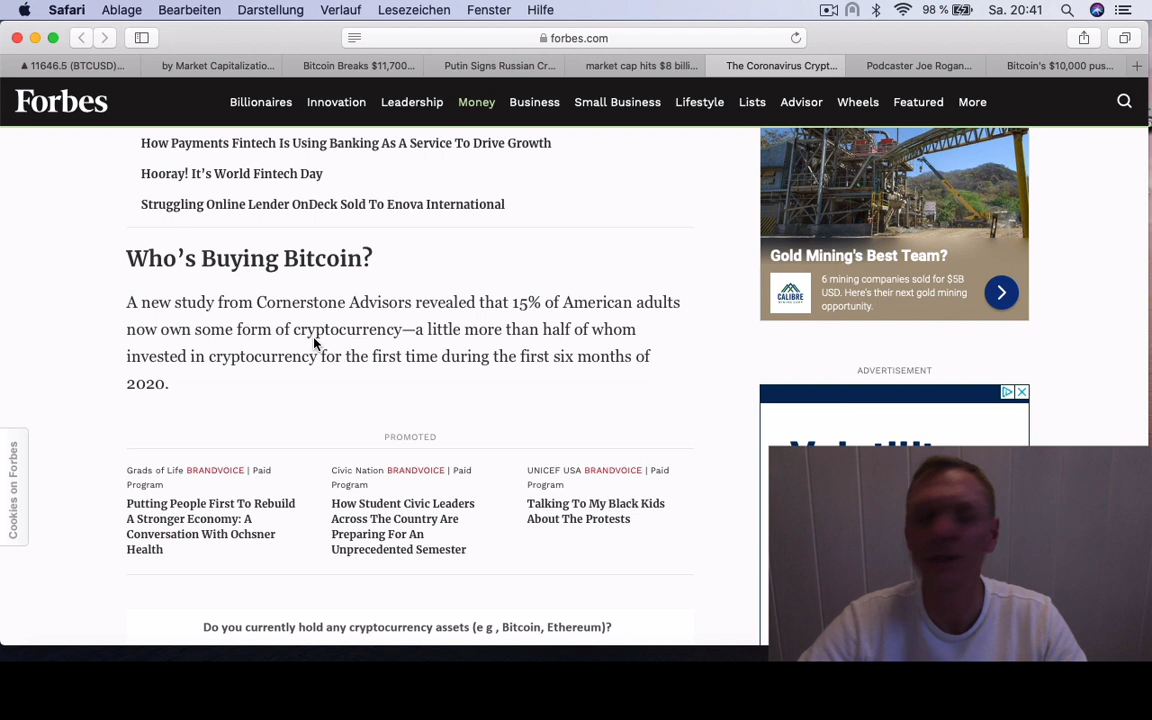 Safari Ablage Bearbeiten Darstellung Verlauf Lesezeichen Fenster Hilfe 98 % Sa. 20:41
forbes.com
▲ 11646.5 (BTCUSD)... by Market Capitalizatio... Bitcoin Breaks $11,700... Putin Signs Russian Cr... market cap hits $8 billi... The Coronavirus Crypt... Podcaster Joe Rogan... Bitcoin's $10,000 pus...
Forbes Billionaires Innovation Leadership Money Business Small Business Lifestyle Lists Advisor Wheels Featured More
How Payments Fintech Is Using Banking As A Service To Drive Growth
Hooray! It's World Fintech Day
Struggling Online Lender OnDeck Sold To Enova International
Who's Buying Bitcoin?
A new study from Cornerstone Advisors revealed that 15% of American adults
now own some form of cryptocurrency—a little more than half of whom
invested in cryptocurrency for the first time during the first six months of
2020.
PROMOTED
Grads of Life BRANDVOICE | Paid
Program
Putting People First To Rebuild
A Stronger Economy: A
Conversation With Ochsner
Health
Civic Nation BRANDVOICE | Paid
Program
How Student Civic Leaders
Across The Country Are
Preparing For An
Unprecedented Semester
UNICEF USA BRANDVOICE | Paid
Program
Talking To My Black Kids
About The Protests
Do you currently hold any cryptocurrency assets (e g , Bitcoin, Ethereum)?
Gold Mining's Best Team?
CALIBRE
6 mining companies sold for $5B
USD. Here's their next gold mining
opportunity.
ADVERTISEMENT
Cookies on Forbes